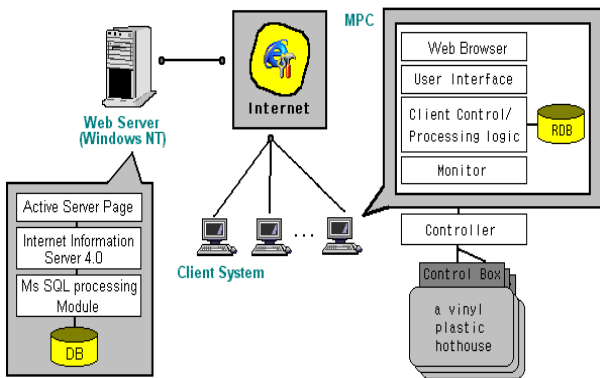 MPC
Web Browser
User Interface
Client Control/
Processing logic
RDB
Monitor
Internet
Web Server
(Windows NT)
Active Server Page
Internet Information
Server 4.0
Ms SQL processing
Module
DB
...
Client System
Controller
Control Box
a vinyl
plastic
hothouse